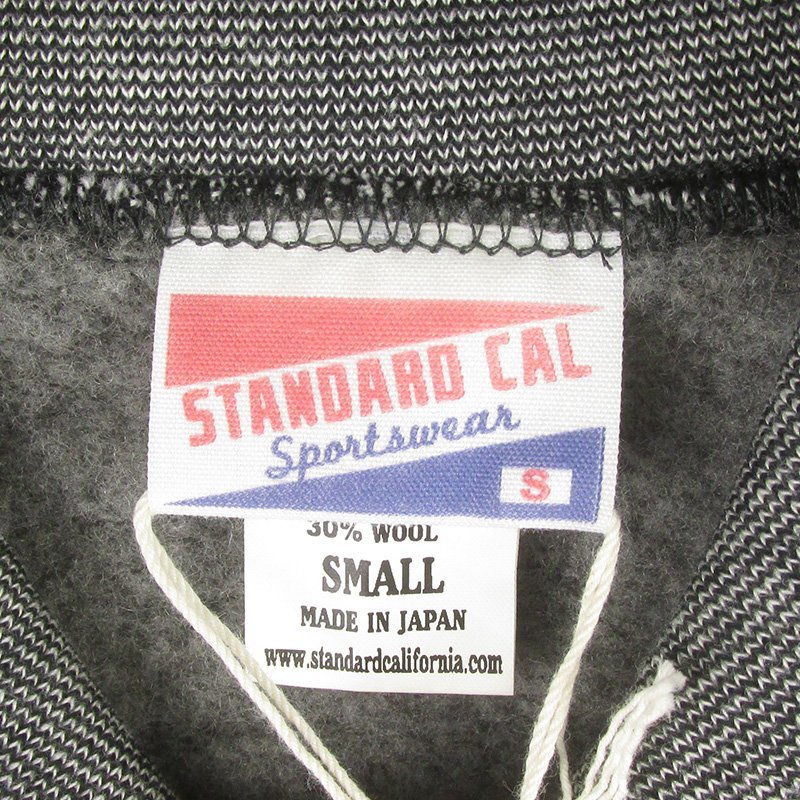 STANDARD CAL
Sportswear
S
30% WOOL
SMALL
MADE IN JAPAN
www.standardcalifornia.com